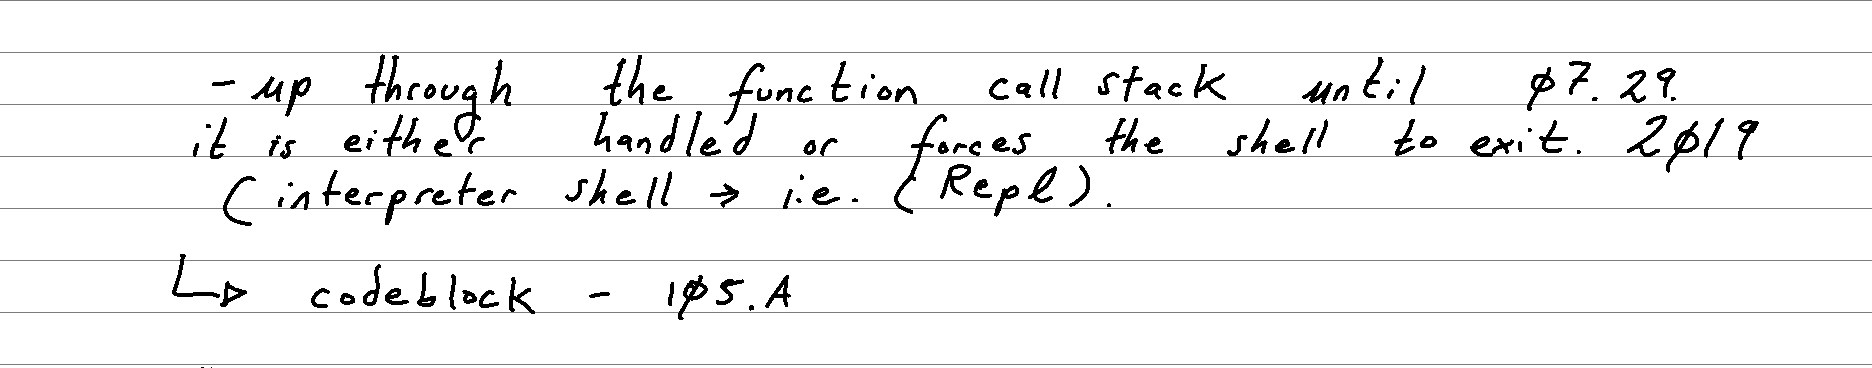 - up through the function call stack until ø7.29.
it is either handled or forces the shell to exit. 2ø19
(interpreter shell → i.e. (Repl).
↳ codeblock - 1ø5.A